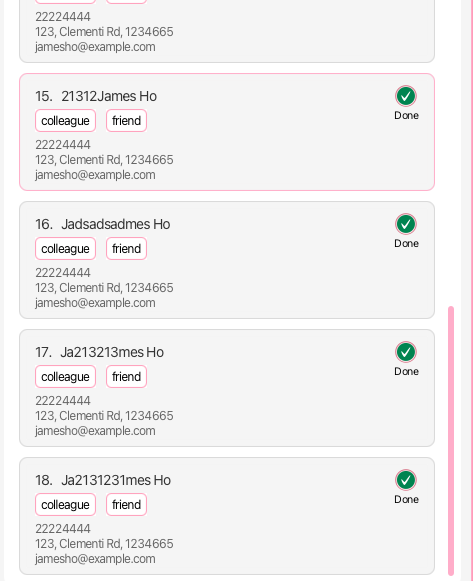 22224444
123, Clementi Rd, 1234665
jamesho@example.com
15. 21312James Ho
Done
colleague friend
22224444
123, Clementi Rd, 1234665
jamesho@example.com
16. Jadsadsadmes Ho
Done
colleague friend
22224444
123, Clementi Rd, 1234665
jamesho@example.com
17. Ja213213mes Ho
Done
colleague friend
22224444
123, Clementi Rd, 1234665
jamesho@example.com
18. Ja2131231mes Ho
Done
colleague friend
22224444
123, Clementi Rd, 1234665
jamesho@example.com